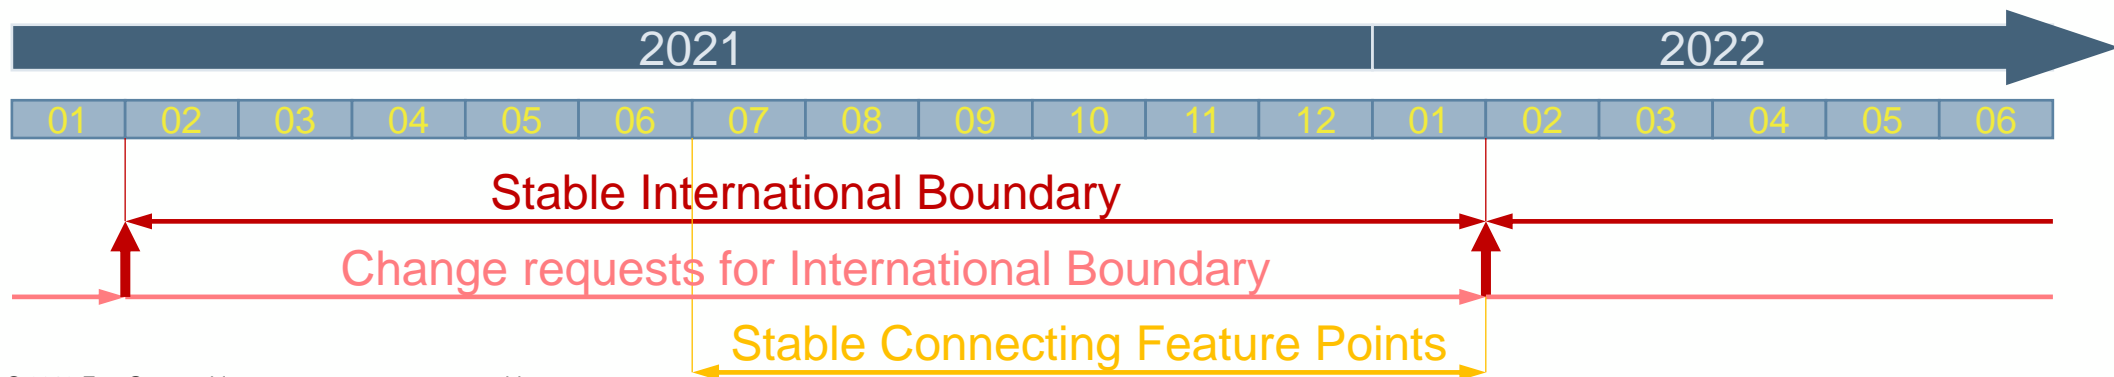 2021 2022
01 02 03 04 05 06 07 08 09 10 11 12 01 02 03 04 05 06
Stable International Boundary
Change requests for International Boundary
Stable Connecting Feature Points